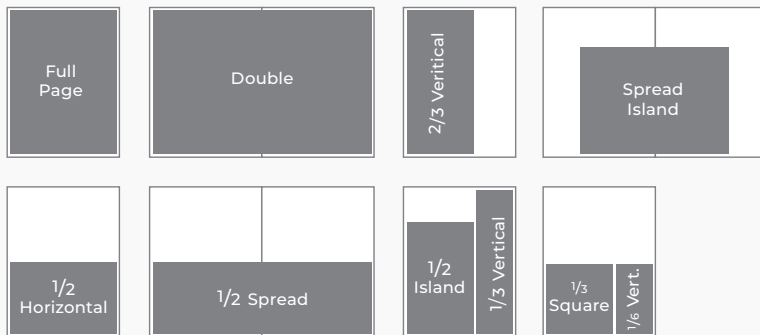 Full
Page
Double
2/3 Veritical
Spread
Island
1/2
Horizontal
1/2 Spread
1/2
Island
1/3 Vertical
1/3
Square
1/6 Vert.